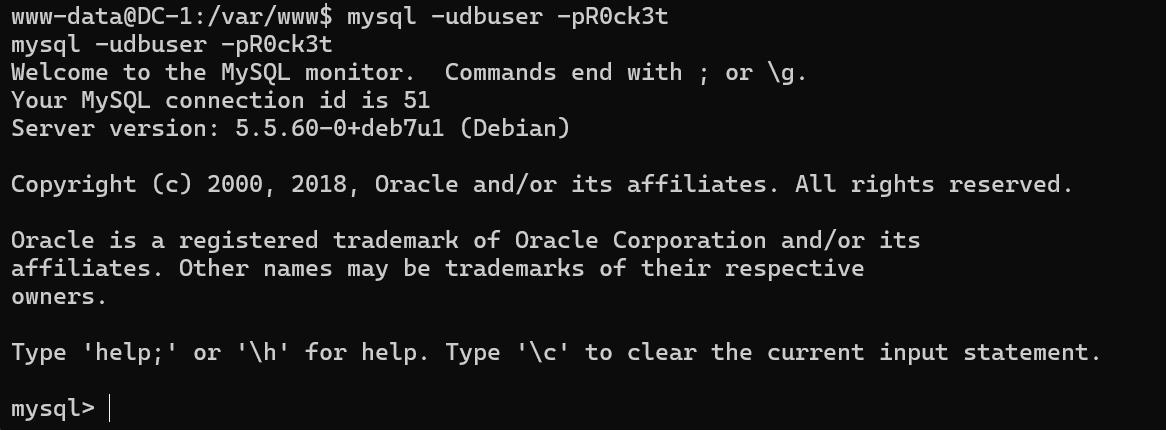 www-data@DC-1:/var/www$ mysql -udbuser -pR0ck3t
mysql -udbuser -pR0ck3t
Welcome to the MySQL monitor.  Commands end with ; or \g.
Your MySQL connection id is 51
Server version: 5.5.60-0+deb7u1 (Debian)

Copyright (c) 2000, 2018, Oracle and/or its affiliates. All rights reserved.

Oracle is a registered trademark of Oracle Corporation and/or its
affiliates. Other names may be trademarks of their respective
owners.

Type 'help;' or '\h' for help. Type '\c' to clear the current input statement.

mysql>